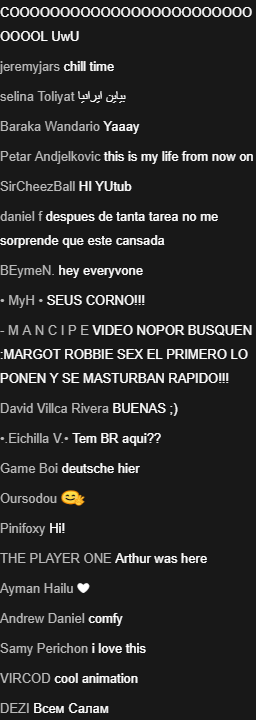 COOOOOOOOOOOOOOOOOOOOOOOO
OOOOL UwU
jeremyjars chill time
selina Toliyat بیاین ایرانیا
Baraka Wandario Yaaay
Petar Andjelkovic this is my life from now on
SirCheezBall HI YUtub
daniel f despues de tanta tarea no me
sorprende que este cansada
BEymeN. hey everyvone
• MyH • SEUS CORNO!!!
- M A N C I P E VIDEO NOPOR BUSQUEN
:MARGOT ROBBIE SEX EL PRIMERO LO
PONEN Y SE MASTURBAN RAPIDO!!!
David Villca Rivera BUENAS ;)
•.Eichilla V.• Tem BR aqui??
Game Boi deutsche hier
Oursodou 🤗
Pinifoxy Hi!
THE PLAYER ONE Arthur was here
Ayman Hailu ❤
Andrew Daniel comfy
Samy Perichon i love this
VIRCOD cool animation
DEZI Всем Салам